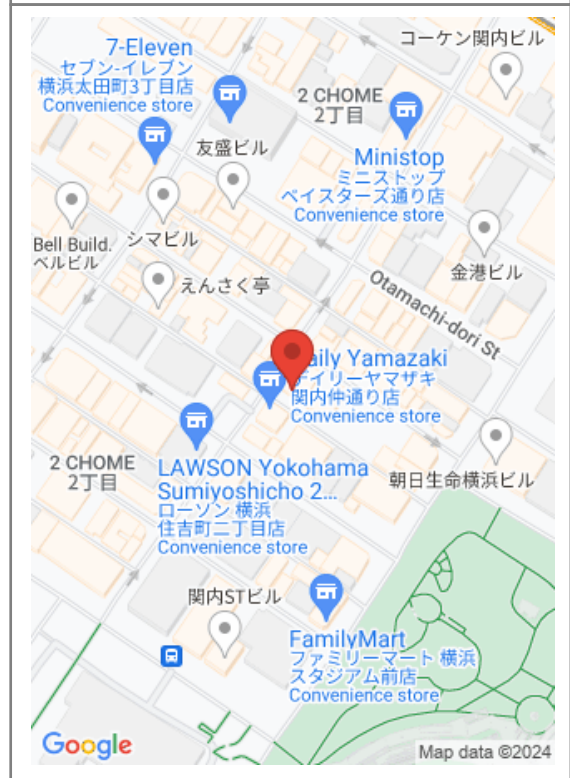 コーケン関内ビル
7-Eleven
セブン-イレブン
横浜太田町3丁目店
Convenience store
2 CHOME
2丁目
友盛ビル
Ministop
ミニストップ
ベイスターズ通り店
Convenience store
Bell Build.
ベルビル
シマビル
金港ビル
えんさく亭
Otamachi-dori St
aily Yamazaki
デイリーヤマザキ
関内仲通り店
Convenience store
2 CHOME
2丁目
LAWSON Yokohama
Sumiyoshicho 2...
ローソン 横浜
住吉町二丁目店
Convenience store
朝日生命横浜ビル
関内STビル
FamilyMart
ファミリーマート 横浜
スタジアム前店
Convenience store
Google
Map data ©2024